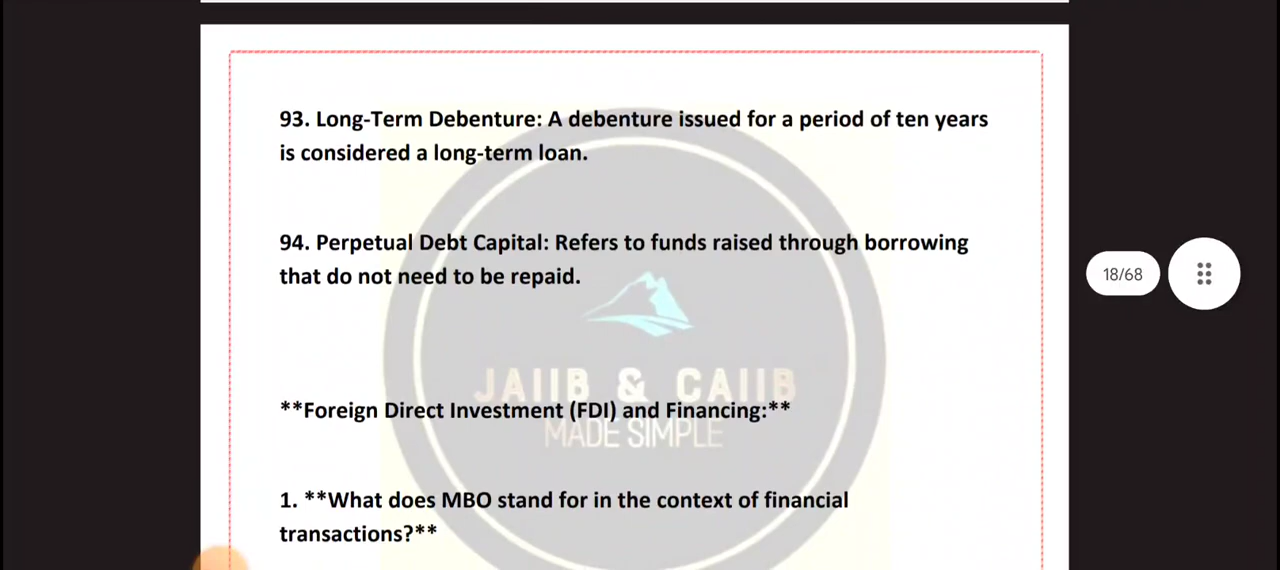 93. Long-Term Debenture: A debenture issued for a period of ten years
is considered a long-term loan.
94. Perpetual Debt Capital: Refers to funds raised through borrowing
that do not need to be repaid.
18/68
JAIIB & CAIIB
**Foreign Direct Investment (FDI) and Financing:**
MADE SIMPLE
1. **What does MBO stand for in the context of financial
transactions?**